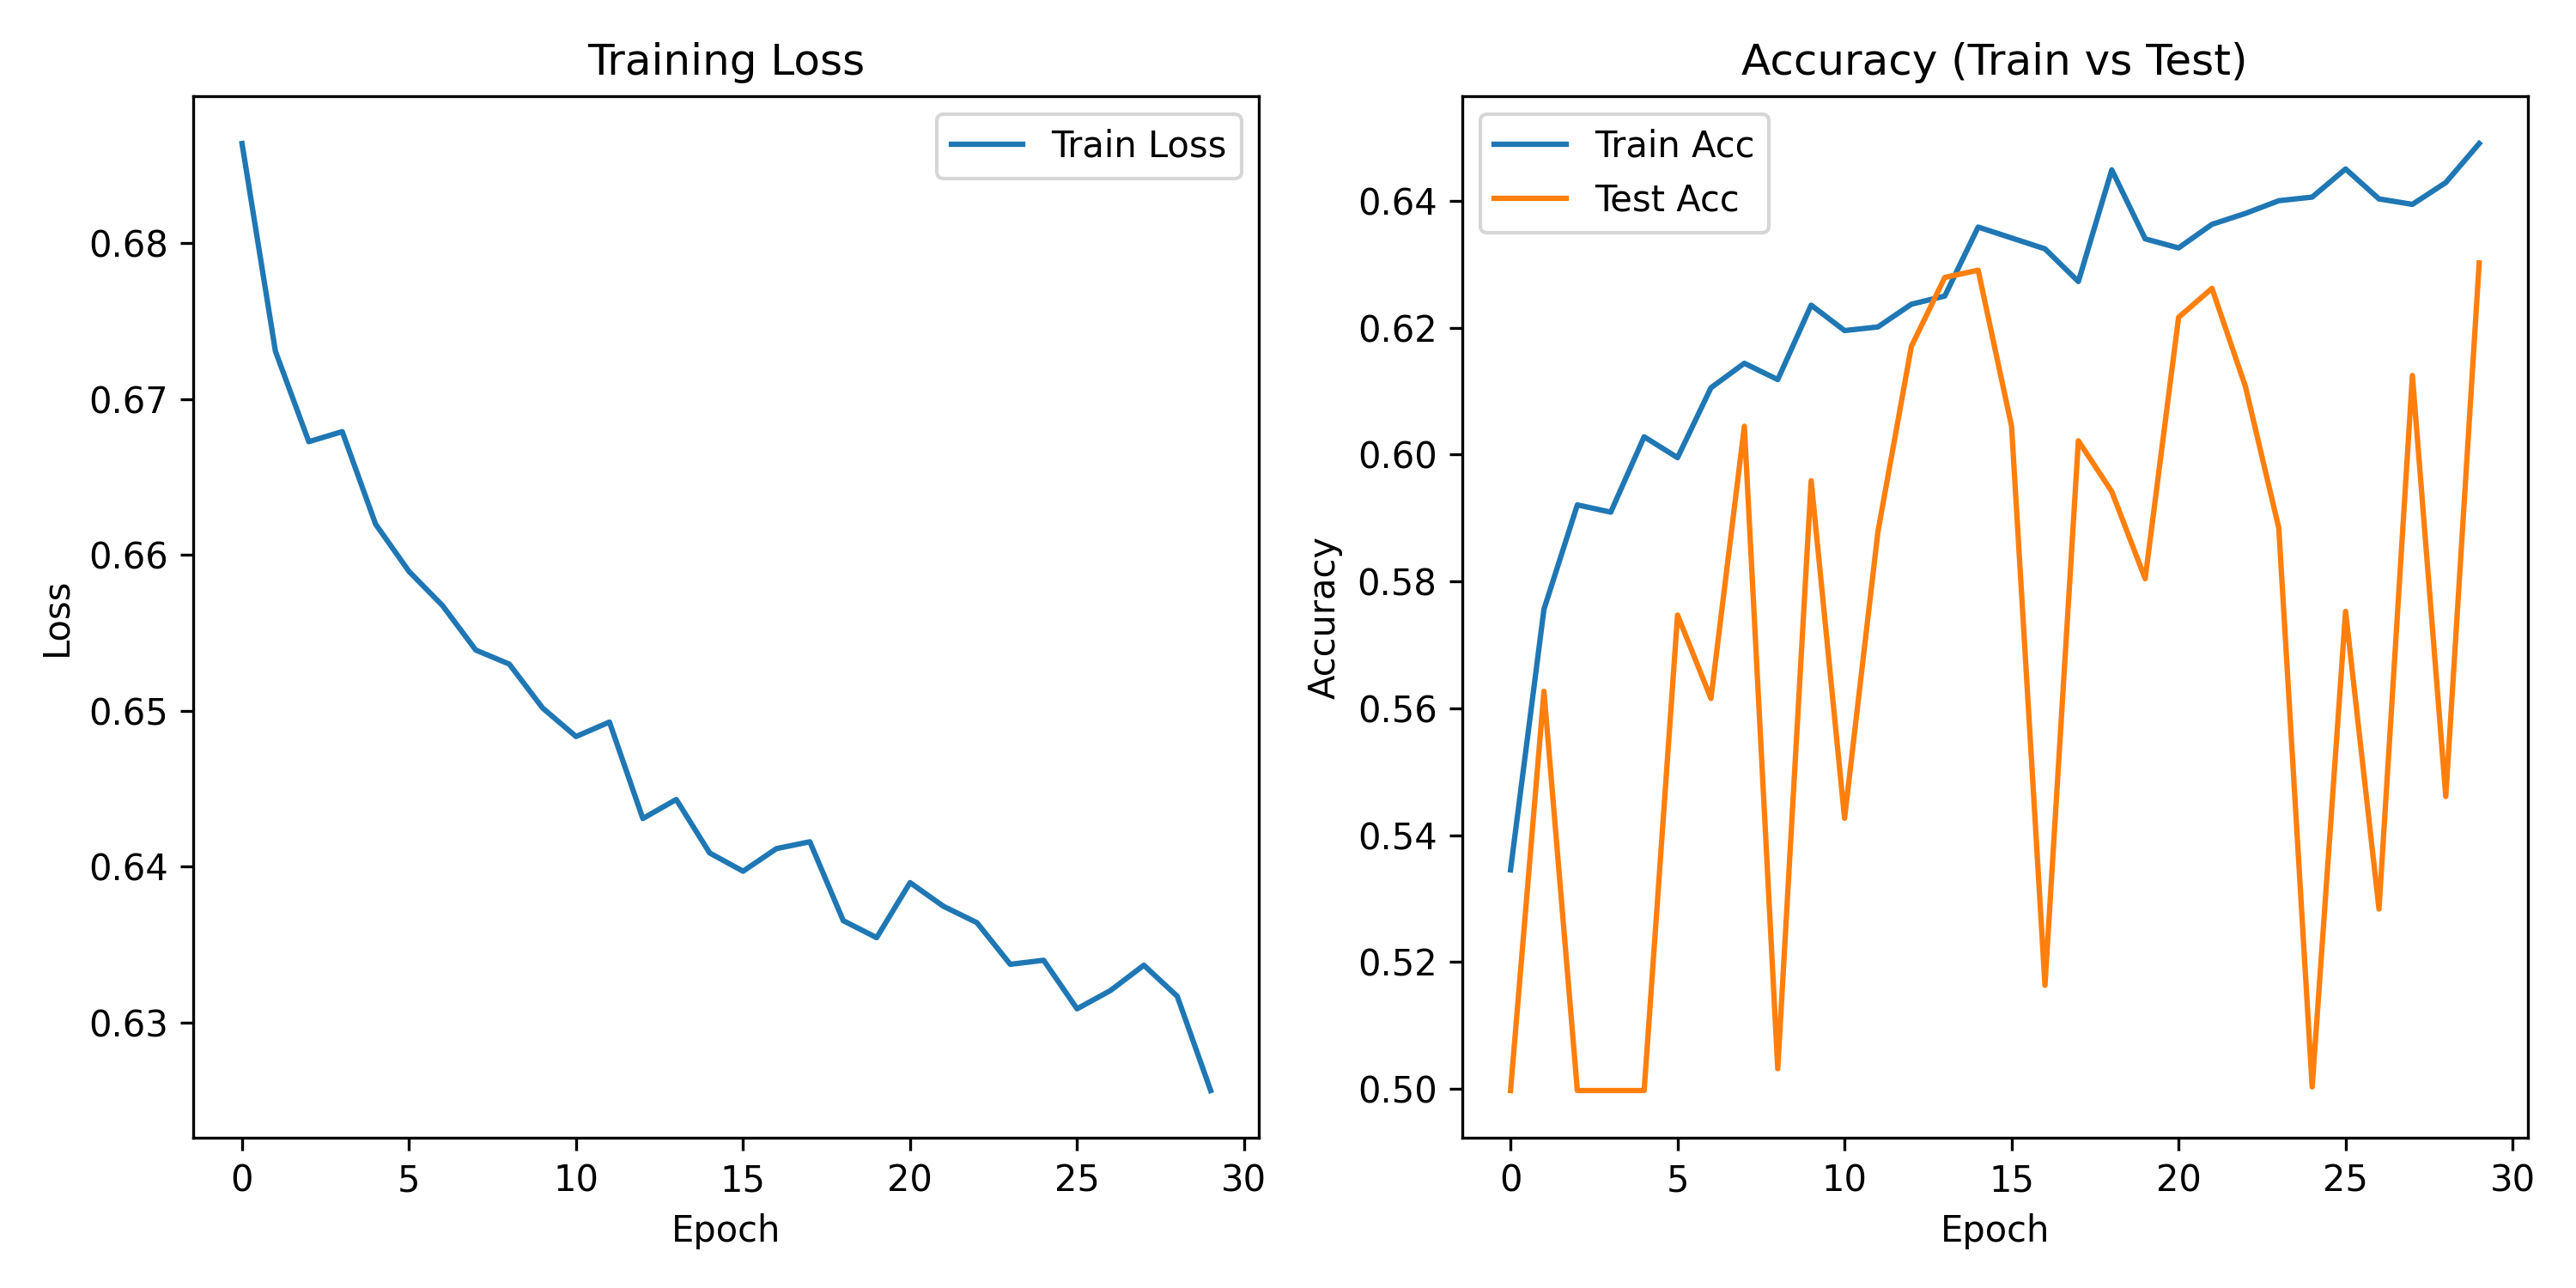 Training Loss
Train Loss
0.68
0.67
0.66
0.65
0.64
0.63
Loss
0 5 10 15 20 25 30
Epoch
Accuracy (Train vs Test)
Train Acc
Test Acc
0.64
0.62
0.60
0.58
0.56
0.54
0.52
0.50
Accuracy
0 5 10 15 20 25 30
Epoch